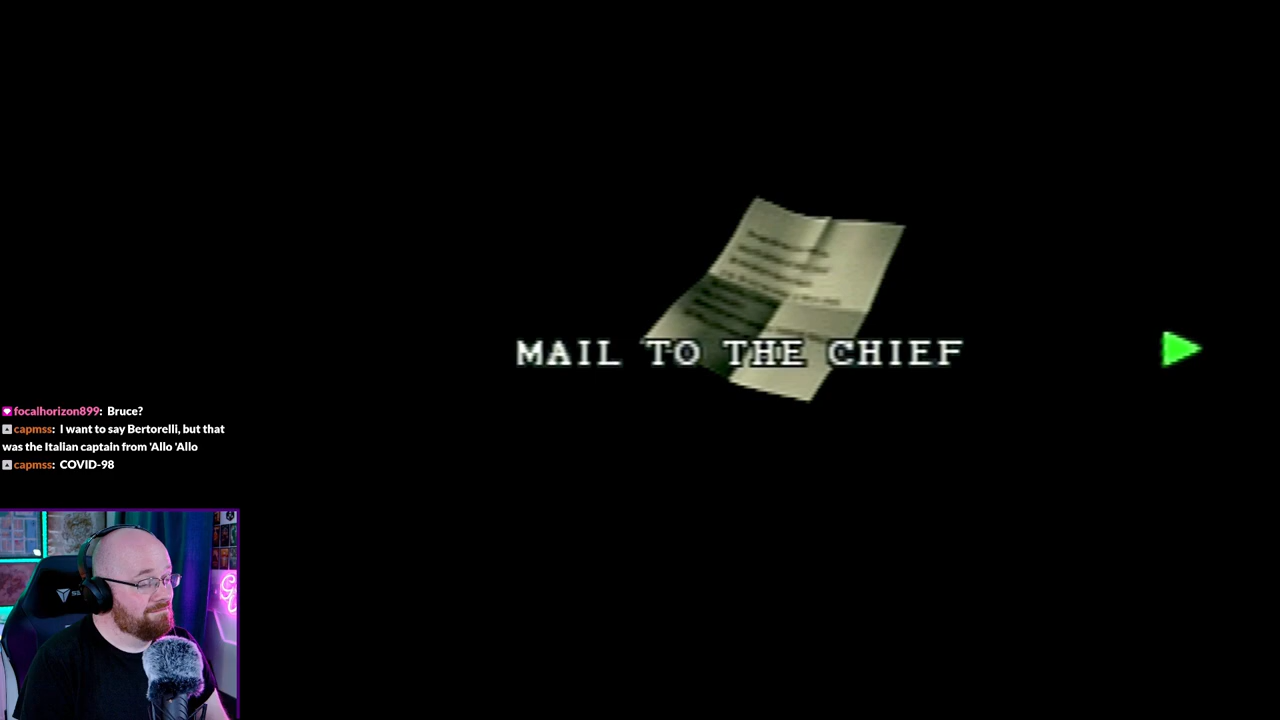 MAIL TO THE CHIEF
focalhorizon899: Bruce?
capmss: I want to say Bertorelli, but that
was the Italian captain from 'Allo 'Allo
capmss: COVID-98